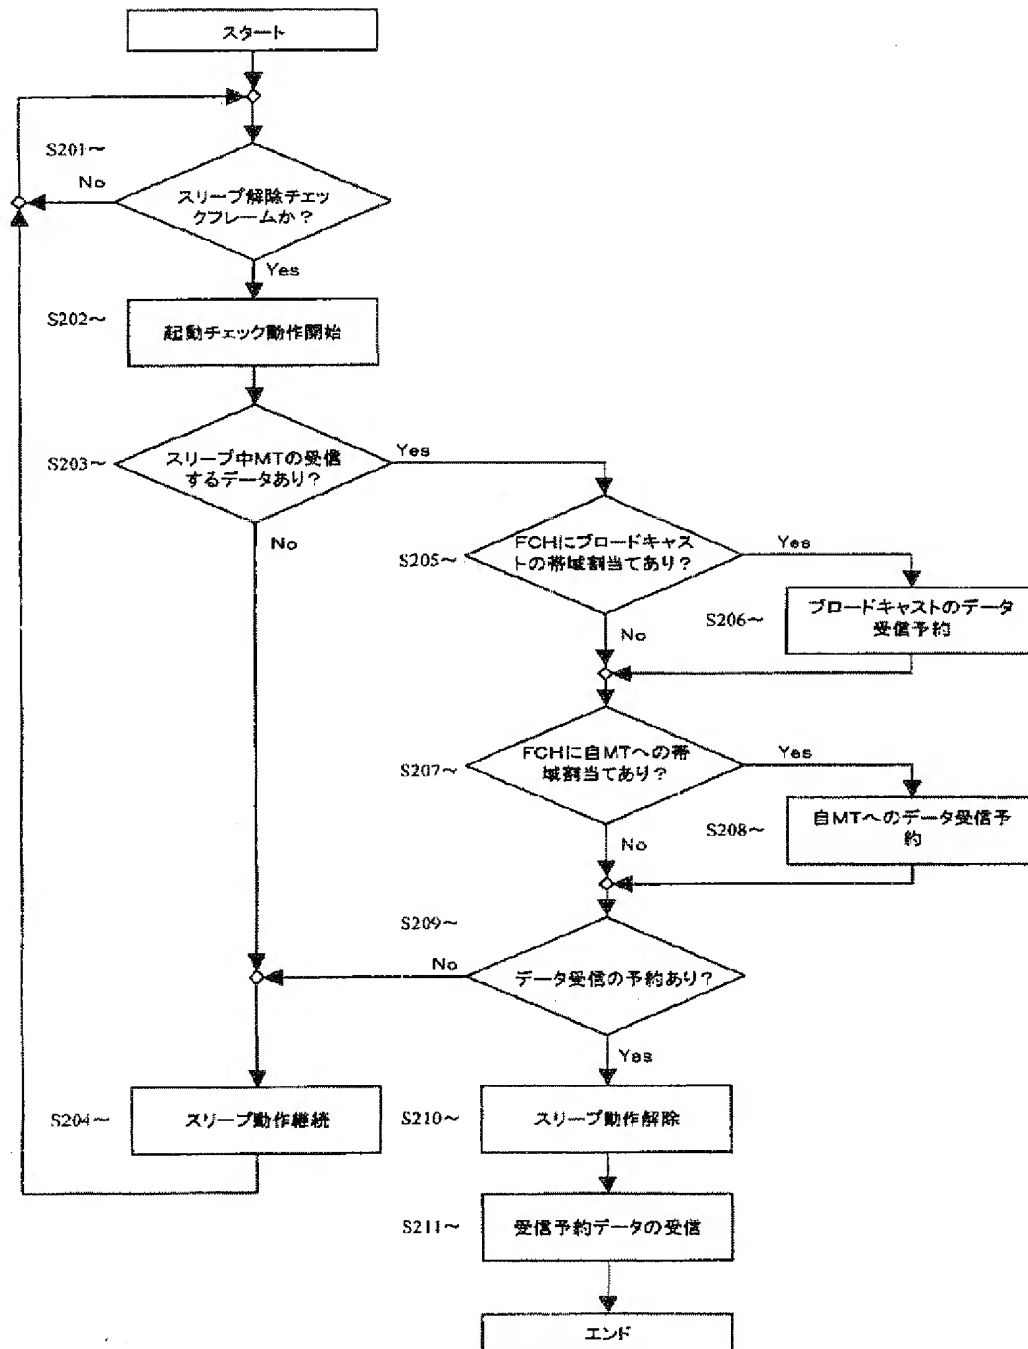 スタート
S201～
No
スリープ解除チェッ
クフレームか？
Yes
S202～
起動チェック動作開始
S203～
スリープ中MTの受信
するデータあり？
Yes
No
S205～
FCHにブロードキャス
トの帯域割当てあり？
Yes
S206～
ブロードキャストのデータ
受信予約
No
S207～
FCHに自MTへの帯
域割当てあり？
Yes
S208～
自MTへのデータ受信予
約
No
S209～
No
データ受信の予約あり？
Yes
S204～
スリープ動作継続
S210～
スリープ動作解除
S211～
受信予約データの受信
エンド